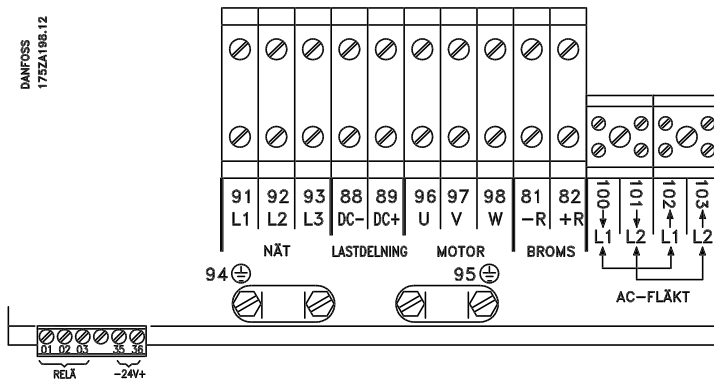 DANFOSS
175ZA198.12
91 92 93 88 89 96 97 98 81 82
L1 L2 L3 DC- DC+ U V W -R +R
100 101 102 103
L1 L2 L1 L2
NÄT LASTDELNING MOTOR BROMS
AC-FLÄKT
94 95
01 02 03 35 36
RELÄ -24V+